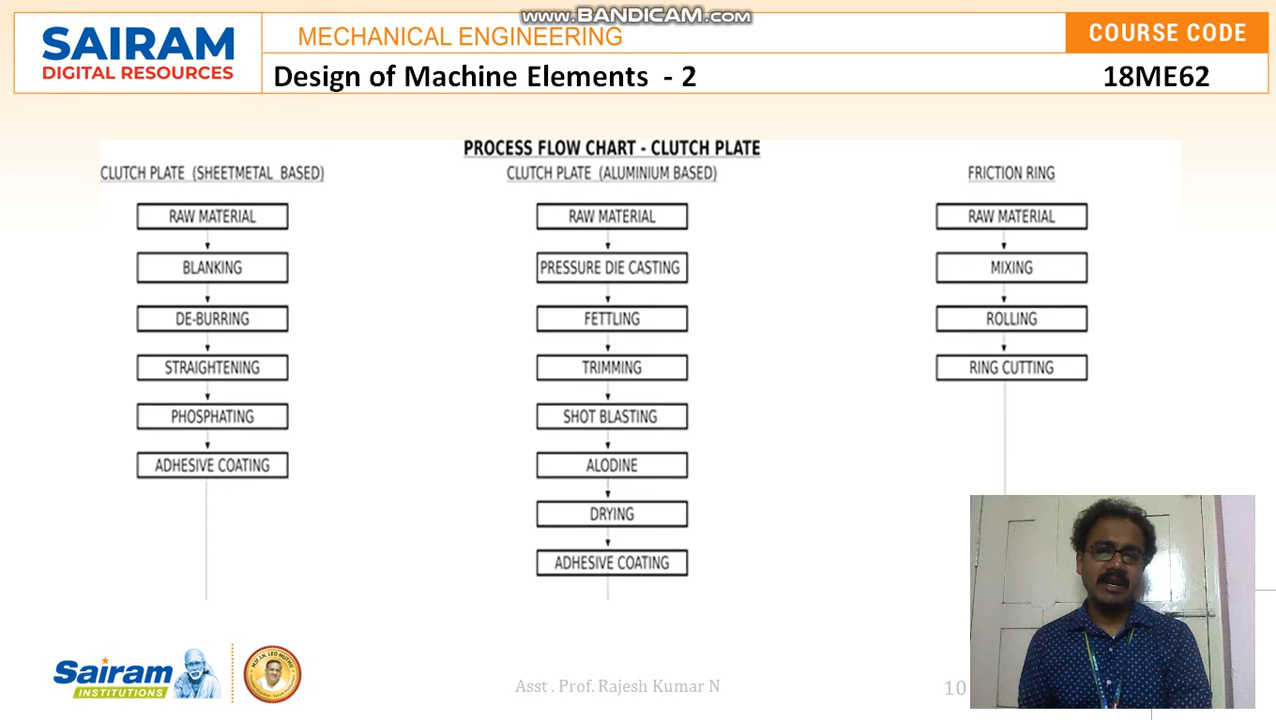 www.BANDICAM.com
SAIRAM
DIGITAL RESOURCES
MECHANICAL ENGINEERING
COURSE CODE
Design of Machine Elements - 2
18ME62
PROCESS FLOW CHART - CLUTCH PLATE
CLUTCH PLATE (SHEETMETAL BASED)
RAW MATERIAL
BLANKING
DE-BURRING
STRAIGHTENING
PHOSPHATING
ADHESIVE COATING
CLUTCH PLATE (ALUMINIUM BASED)
RAW MATERIAL
PRESSURE DIE CASTING
FETTLING
TRIMMING
SHOT BLASTING
ALODINE
DRYING
ADHESIVE COATING
FRICTION RING
RAW MATERIAL
MIXING
ROLLING
RING CUTTING
Sairam
INSTITUTIONS
Asst . Prof. Rajesh Kumar N
10